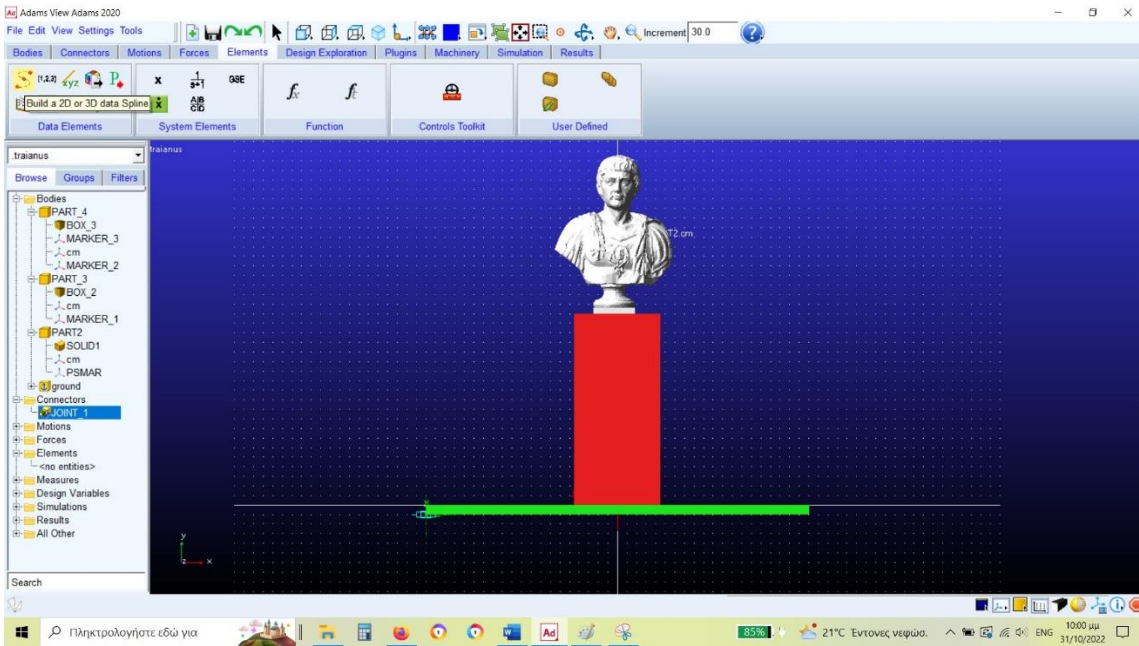 Adams View Adams 2020
File Edit View Settings Tools
Increment 30.0
Bodies Connectors Motions Forces Elements Design Exploration Plugins Machinery Simulation Results
Build a 2D or 3D data Spline
Data Elements System Elements Function Controls Toolkit User Defined
.traianus
traianus
Browse Groups Filters
Bodies
PART_4
BOX_3
MARKER_3
cm
MARKER_2
PART_3
BOX_2
cm
MARKER_1
PART2
SOLID1
cm
PSMAR
ground
Connectors
JOINT_1
Motions
Forces
Elements
<no entities>
Measures
Design Variables
Simulations
Results
All Other
Search
T2.cm
y
z x
Πληκτρολογήστε εδώ για
85%
21°C Έντονες νεφώσ.
ENG
10:00 μμ
31/10/2022